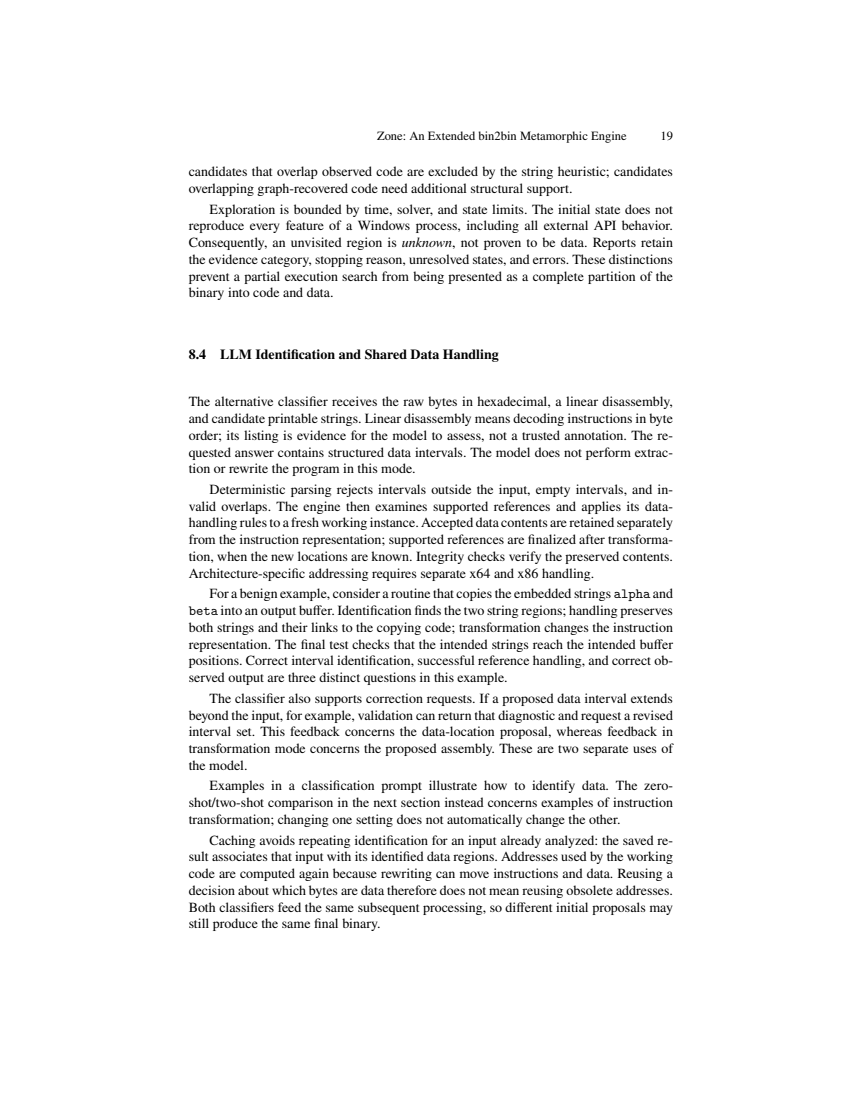 Zone: An Extended bin2bin Metamorphic Engine 19
candidates that overlap observed code are excluded by the string heuristic; candidates
overlapping graph-recovered code need additional structural support.
Exploration is bounded by time, solver, and state limits. The initial state does not
reproduce every feature of a Windows process, including all external API behavior.
Consequently, an unvisited region is unknown, not proven to be data. Reports retain
the evidence category, stopping reason, unresolved states, and errors. These distinctions
prevent a partial execution search from being presented as a complete partition of the
binary into code and data.
8.4 LLM Identification and Shared Data Handling
The alternative classifier receives the raw bytes in hexadecimal, a linear disassembly,
and candidate printable strings. Linear disassembly means decoding instructions in byte
order; its listing is evidence for the model to assess, not a trusted annotation. The re-
quested answer contains structured data intervals. The model does not perform extrac-
tion or rewrite the program in this mode.
Deterministic parsing rejects intervals outside the input, empty intervals, and in-
valid overlaps. The engine then examines supported references and applies its data-
handling rules to a fresh working instance. Accepted data contents are retained separately
from the instruction representation; supported references are finalized after transforma-
tion, when the new locations are known. Integrity checks verify the preserved contents.
Architecture-specific addressing requires separate x64 and x86 handling.
For a benign example, consider a routine that copies the embedded strings alpha and
beta into an output buffer. Identification finds the two string regions; handling preserves
both strings and their links to the copying code; transformation changes the instruction
representation. The final test checks that the intended strings reach the intended buffer
positions. Correct interval identification, successful reference handling, and correct ob-
served output are three distinct questions in this example.
The classifier also supports correction requests. If a proposed data interval extends
beyond the input, for example, validation can return that diagnostic and request a revised
interval set. This feedback concerns the data-location proposal, whereas feedback in
transformation mode concerns the proposed assembly. These are two separate uses of
the model.
Examples in a classification prompt illustrate how to identify data. The zero-
shot/two-shot comparison in the next section instead concerns examples of instruction
transformation; changing one setting does not automatically change the other.
Caching avoids repeating identification for an input already analyzed: the saved re-
sult associates that input with its identified data regions. Addresses used by the working
code are computed again because rewriting can move instructions and data. Reusing a
decision about which bytes are data therefore does not mean reusing obsolete addresses.
Both classifiers feed the same subsequent processing, so different initial proposals may
still produce the same final binary.